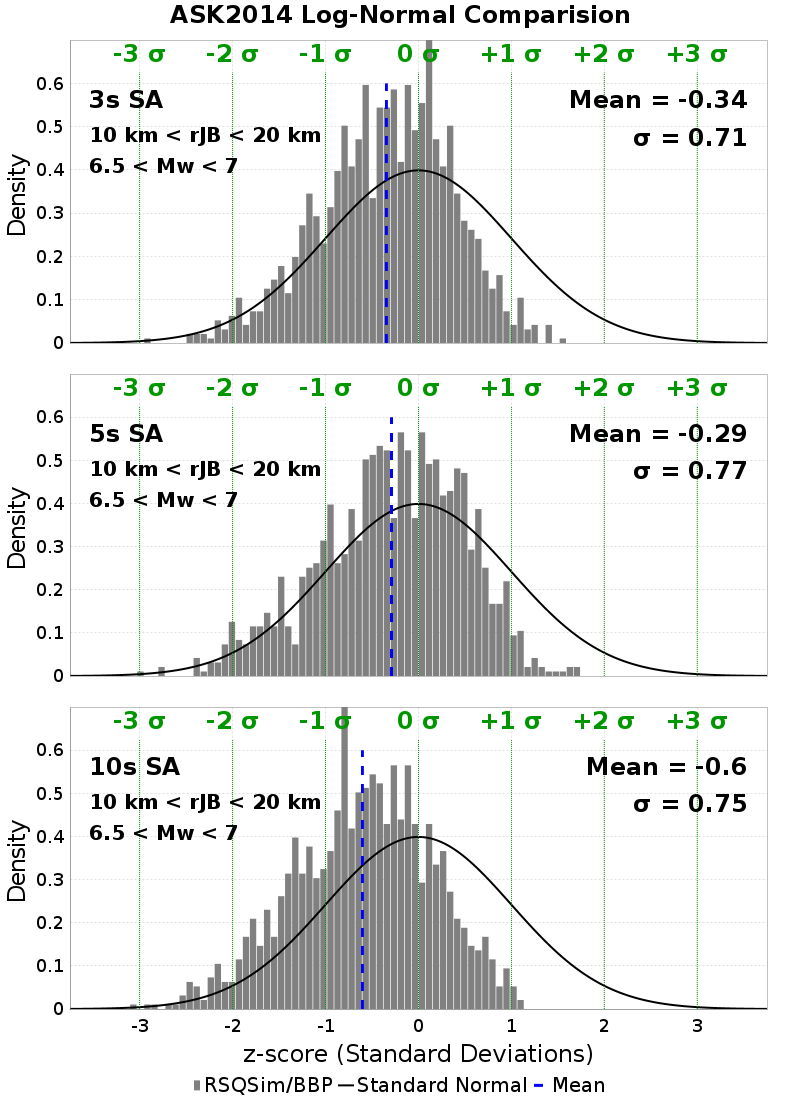 ASK2014 Log-Normal Comparision
-3 σ -2 σ -1 σ 0 σ +1 σ +2 σ +3 σ
3s SA
10 km < rJB < 20 km
6.5 < Mw < 7
Mean = -0.34
σ = 0.71
Density
0.6
0.5
0.4
0.3
0.2
0.1
0
-3 σ -2 σ -1 σ 0 σ +1 σ +2 σ +3 σ
5s SA
10 km < rJB < 20 km
6.5 < Mw < 7
Mean = -0.29
σ = 0.77
Density
0.6
0.5
0.4
0.3
0.2
0.1
0
-3 σ -2 σ -1 σ 0 σ +1 σ +2 σ +3 σ
10s SA
10 km < rJB < 20 km
6.5 < Mw < 7
Mean = -0.6
σ = 0.75
Density
0.6
0.5
0.4
0.3
0.2
0.1
0
-3 -2 -1 0 1 2 3
z-score (Standard Deviations)
RSQSim/BBP Standard Normal Mean